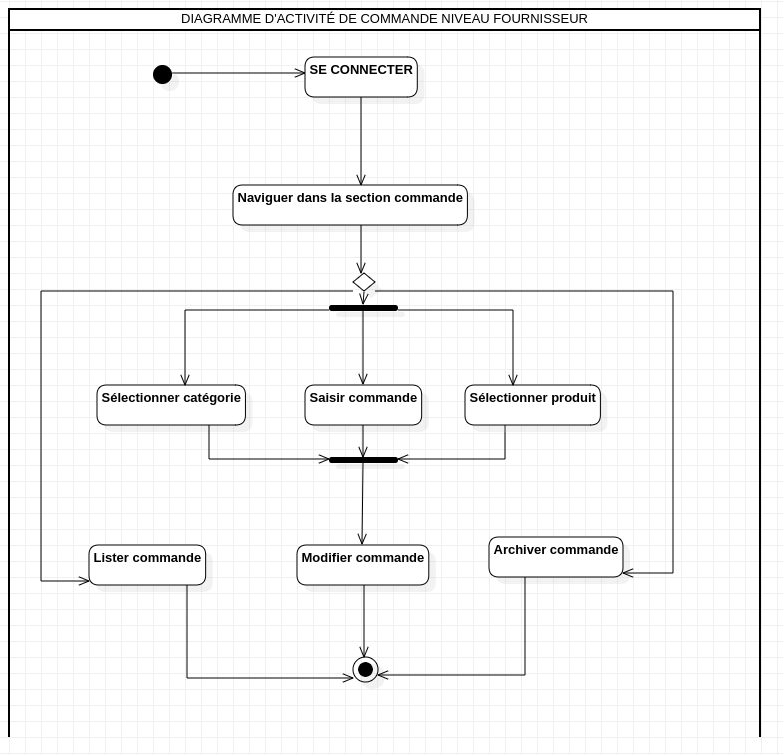 DIAGRAMME D'ACTIVITÉ DE COMMANDE NIVEAU FOURNISSEUR
SE CONNECTER
Naviguer dans la section commande
Sélectionner catégorie
Saisir commande
Sélectionner produit
Lister commande
Modifier commande
Archiver commande